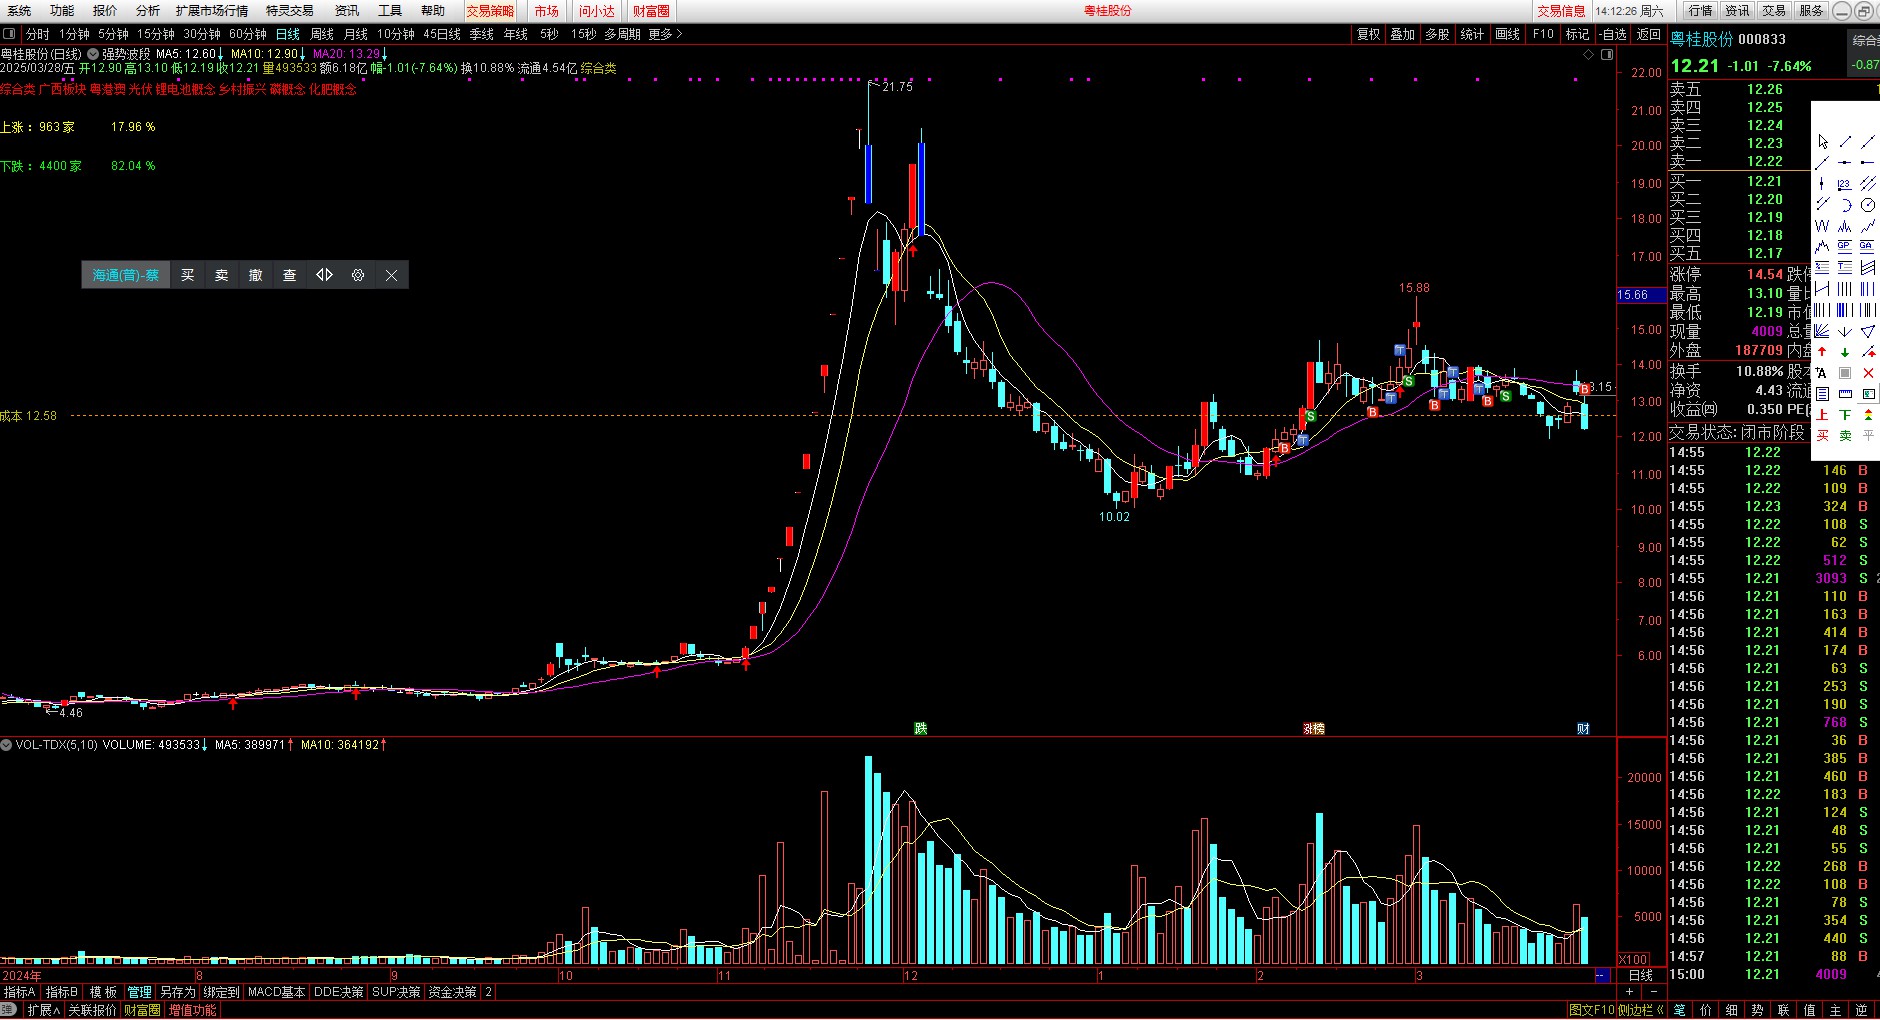 系统 功能 报价 分析 扩展市场行情 特灵交易 资讯 工具 帮助 交易策略 市场 问小达 财富圈 粤桂股份 交易信息 14:12:26 周六 行情 资讯 交易 服务
分时 1分钟 5分钟 15分钟 30分钟 60分钟 日线 周线 月线 10分钟 45日线 季线 年线 5秒 15秒 多周期 更多> 复权 叠加 多股 统计 画线 F10 标记 -自选 返回
粤桂股份(日线) 强势波段 MA5: 12.60↓ MA10: 12.90↓ MA20: 13.29↓
2025/03/28/五 开12.90 高13.10 低12.19 收12.21 量493533 额6.18亿 幅-1.01(-7.64%) 换10.88% 流通4.54亿 综合类
综合类 广西板块 粤港澳 光伏 锂电池概念 乡村振兴 磷概念 化肥概念
上涨: 963 家 17.96 %
下跌: 4400 家 82.04 %
海通(普)-蔡 买 卖 撤 查
成本 12.58
21.75
15.88
13.15
10.02
←4.46
跌
涨榜
财
22.00
21.00
20.00
19.00
18.00
17.00
15.66
15.00
14.00
13.00
12.00
11.00
10.00
9.00
8.00
7.00
6.00
VOL-TDX(5,10) VOLUME: 493533↓ MA5: 389971↑ MA10: 364192↑
20000
15000
10000
5000
X100
2024年 8 9 10 11 12 1 2 3 日线
指标A 指标B 模板 管理 另存为 绑定到 MACD基本 DDE决策 SUP决策 资金决策 2 + -
弹 扩展∧ 关联报价 财富圈 增值功能 图文F10 侧边栏《 笔 价 细 势 联 值 主 逆
粤桂股份 000833
12.21 -1.01 -7.64%
-0.87
卖五 12.26
卖四 12.25
卖三 12.24
卖二 12.23
卖一 12.22
买一 12.21
买二 12.20
买三 12.19
买四 12.18
买五 12.17
涨停 14.54
最高 13.10
最低 12.19
现量 4009
外盘 187709
换手 10.88%
净资 4.43
收益㈣ 0.350
交易状态: 闭市阶段
上 下
买 卖 平
14:55 12.22
14:55 12.22 146 B
14:55 12.22 109 B
14:55 12.23 324 B
14:55 12.22 108 S
14:55 12.22 62 S
14:55 12.22 512 S
14:55 12.21 3093 S
14:56 12.21 110 B
14:56 12.21 163 B
14:56 12.21 414 B
14:56 12.21 174 B
14:56 12.21 63 S
14:56 12.21 253 S
14:56 12.21 190 S
14:56 12.21 768 S
14:56 12.21 36 B
14:56 12.21 385 B
14:56 12.21 460 B
14:56 12.22 183 B
14:56 12.21 124 S
14:56 12.21 48 S
14:56 12.21 55 S
14:56 12.22 268 B
14:56 12.22 108 B
14:56 12.21 78 S
14:56 12.21 354 S
14:56 12.21 440 S
14:57 12.21 88 B
15:00 12.21 4009